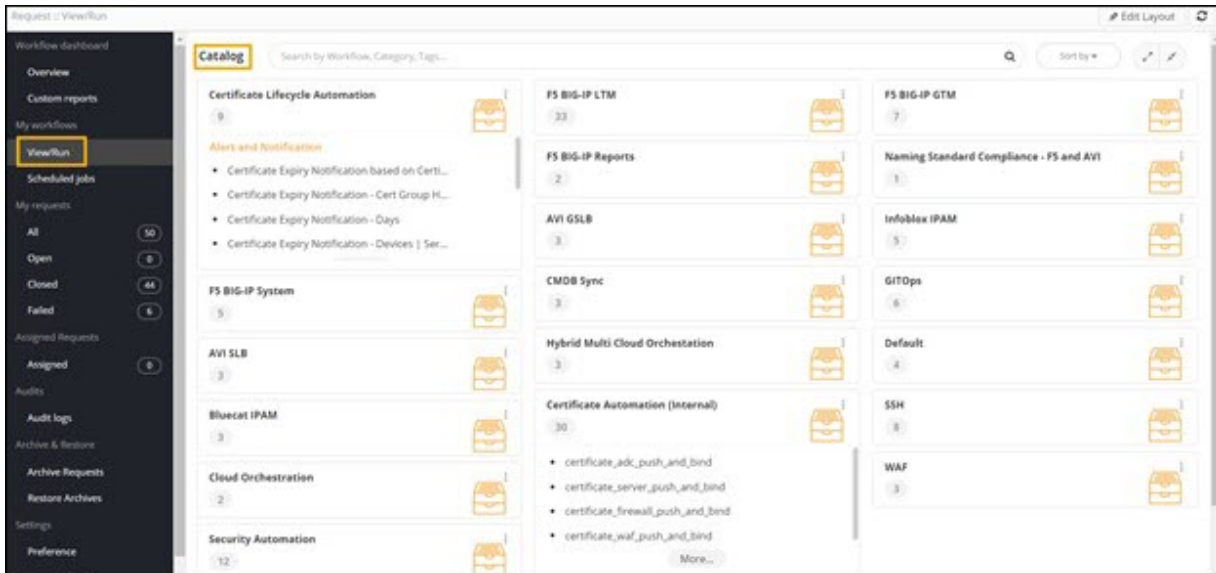 Request :: View/Run
Edit Layout
Workflow dashboard
Overview
Custom reports
My workflows
View/Run
Scheduled jobs
My requests
All 50
Open 0
Closed 44
Failed 6
Assigned Requests
Assigned 0
Audits
Audit logs
Archive & Restore
Archive Requests
Restore Archives
Settings
Preference
Catalog
Search by Workflow, Category, Tags...
Sort by
Certificate Lifecycle Automation
9
Alert and Notification
• Certificate Expiry Notification based on Certi...
• Certificate Expiry Notification - Cert Group H...
• Certificate Expiry Notification - Days
• Certificate Expiry Notification - Devices | Ser...
F5 BIG-IP System
5
AVI SLB
3
Bluecat IPAM
3
Cloud Orchestration
2
Security Automation
12
F5 BIG-IP LTM
33
F5 BIG-IP Reports
2
AVI GSLB
3
CMDB Sync
3
Hybrid Multi Cloud Orchestation
3
Certificate Automation (Internal)
30
• certificate_adc_push_and_bind
• certificate_server_push_and_bind
• certificate_firewall_push_and_bind
• certificate_waf_push_and_bind
More...
F5 BIG-IP GTM
7
Naming Standard Compliance - F5 and AVI
1
Infoblox IPAM
5
GITOps
6
Default
4
SSH
8
WAF
3